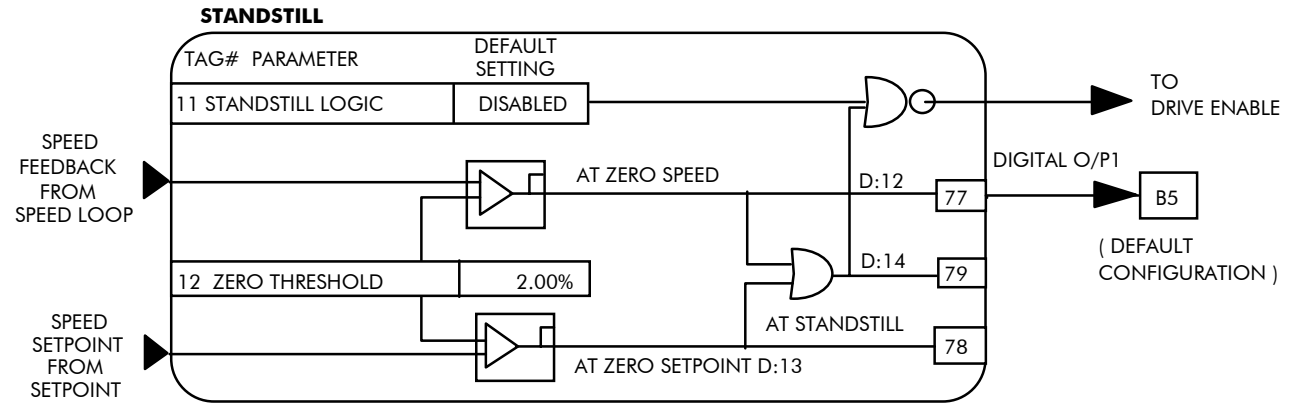 STANDSTILL
TAG# PARAMETER
DEFAULT
SETTING
11 STANDSTILL LOGIC
DISABLED
TO
DRIVE ENABLE
SPEED
FEEDBACK
FROM
SPEED LOOP
AT ZERO SPEED
D:12
77
DIGITAL O/P1
B5
( DEFAULT
CONFIGURATION )
12 ZERO THRESHOLD
2.00%
D:14
79
SPEED
SETPOINT
FROM
SETPOINT
AT STANDSTILL
78
AT ZERO SETPOINT D:13